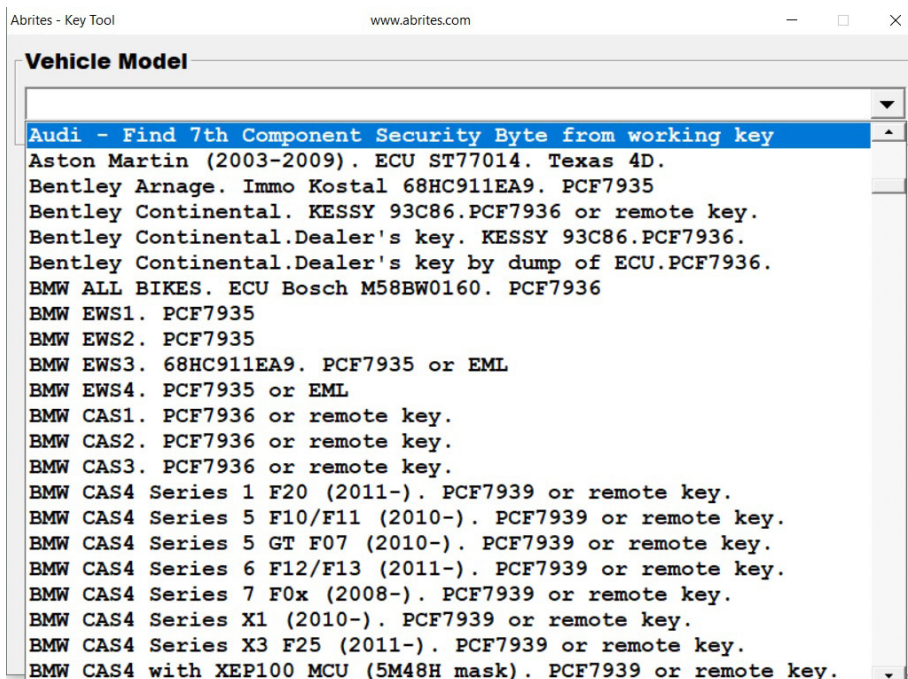 Abrites - Key Tool www.abrites.com
Vehicle Model
Audi - Find 7th Component Security Byte from working key
Aston Martin (2003-2009). ECU ST77014. Texas 4D.
Bentley Arnage. Immo Kostal 68HC911EA9. PCF7935
Bentley Continental. KESSY 93C86.PCF7936 or remote key.
Bentley Continental.Dealer's key. KESSY 93C86.PCF7936.
Bentley Continental.Dealer's key by dump of ECU.PCF7936.
BMW ALL BIKES. ECU Bosch M58BW0160. PCF7936
BMW EWS1. PCF7935
BMW EWS2. PCF7935
BMW EWS3. 68HC911EA9. PCF7935 or EML
BMW EWS4. PCF7935 or EML
BMW CAS1. PCF7936 or remote key.
BMW CAS2. PCF7936 or remote key.
BMW CAS3. PCF7936 or remote key.
BMW CAS4 Series 1 F20 (2011-). PCF7939 or remote key.
BMW CAS4 Series 5 F10/F11 (2010-). PCF7939 or remote key.
BMW CAS4 Series 5 GT F07 (2010-). PCF7939 or remote key.
BMW CAS4 Series 6 F12/F13 (2011-). PCF7939 or remote key.
BMW CAS4 Series 7 F0x (2008-). PCF7939 or remote key.
BMW CAS4 Series X1 (2010-). PCF7939 or remote key.
BMW CAS4 Series X3 F25 (2011-). PCF7939 or remote key.
BMW CAS4 with XEP100 MCU (5M48H mask). PCF7939 or remote key.